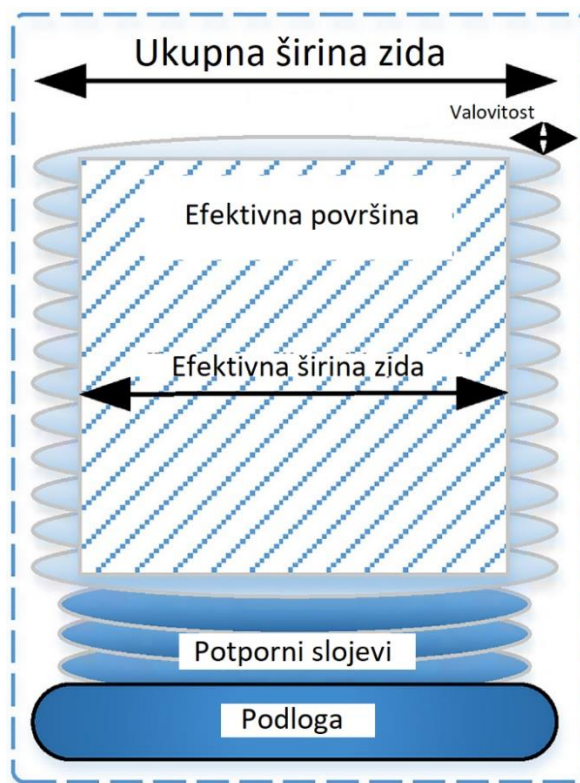 Ukupna širina zida
Valovitost
Efektivna površina
Efektivna širina zida
Potporni slojevi
Podloga